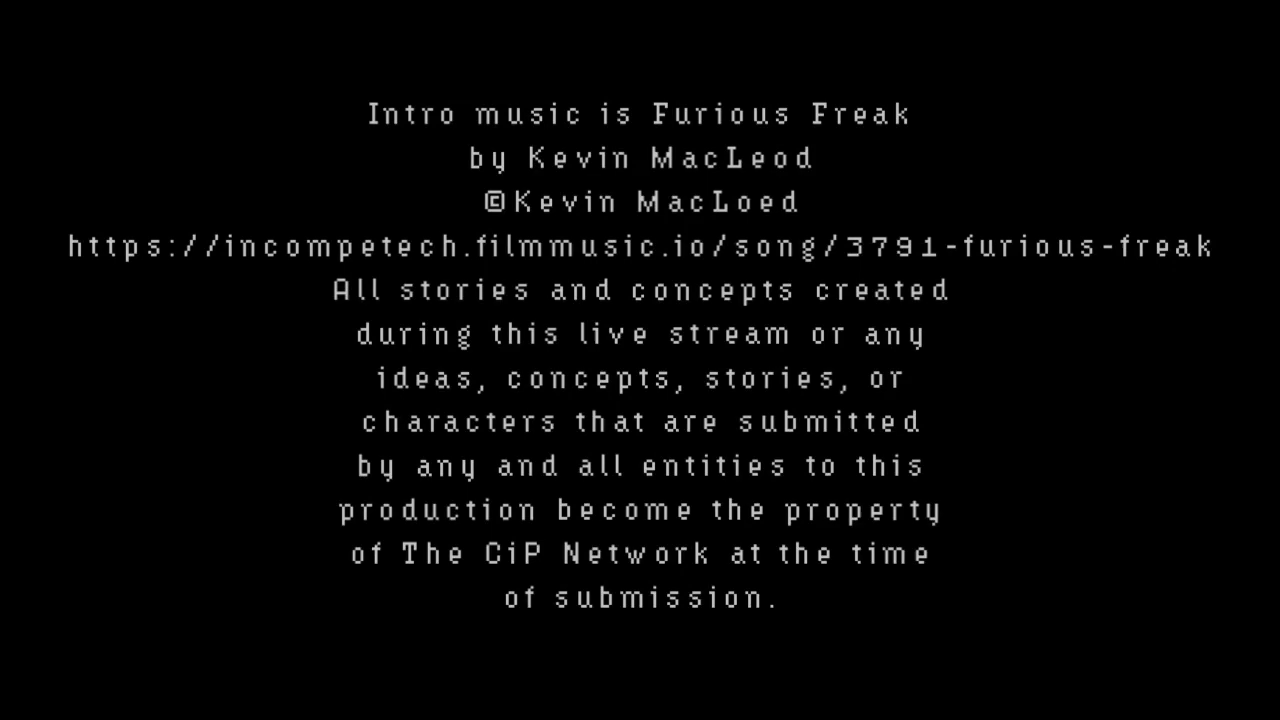 Intro music is Furious Freak
by Kevin MacLeod
©Kevin MacLoed
https://incompetech.filmmusic.io/song/3791-furious-freak
All stories and concepts created
during this live stream or any
ideas, concepts, stories, or
characters that are submitted
by any and all entities to this
production become the property
of The CiP Network at the time
of submission.